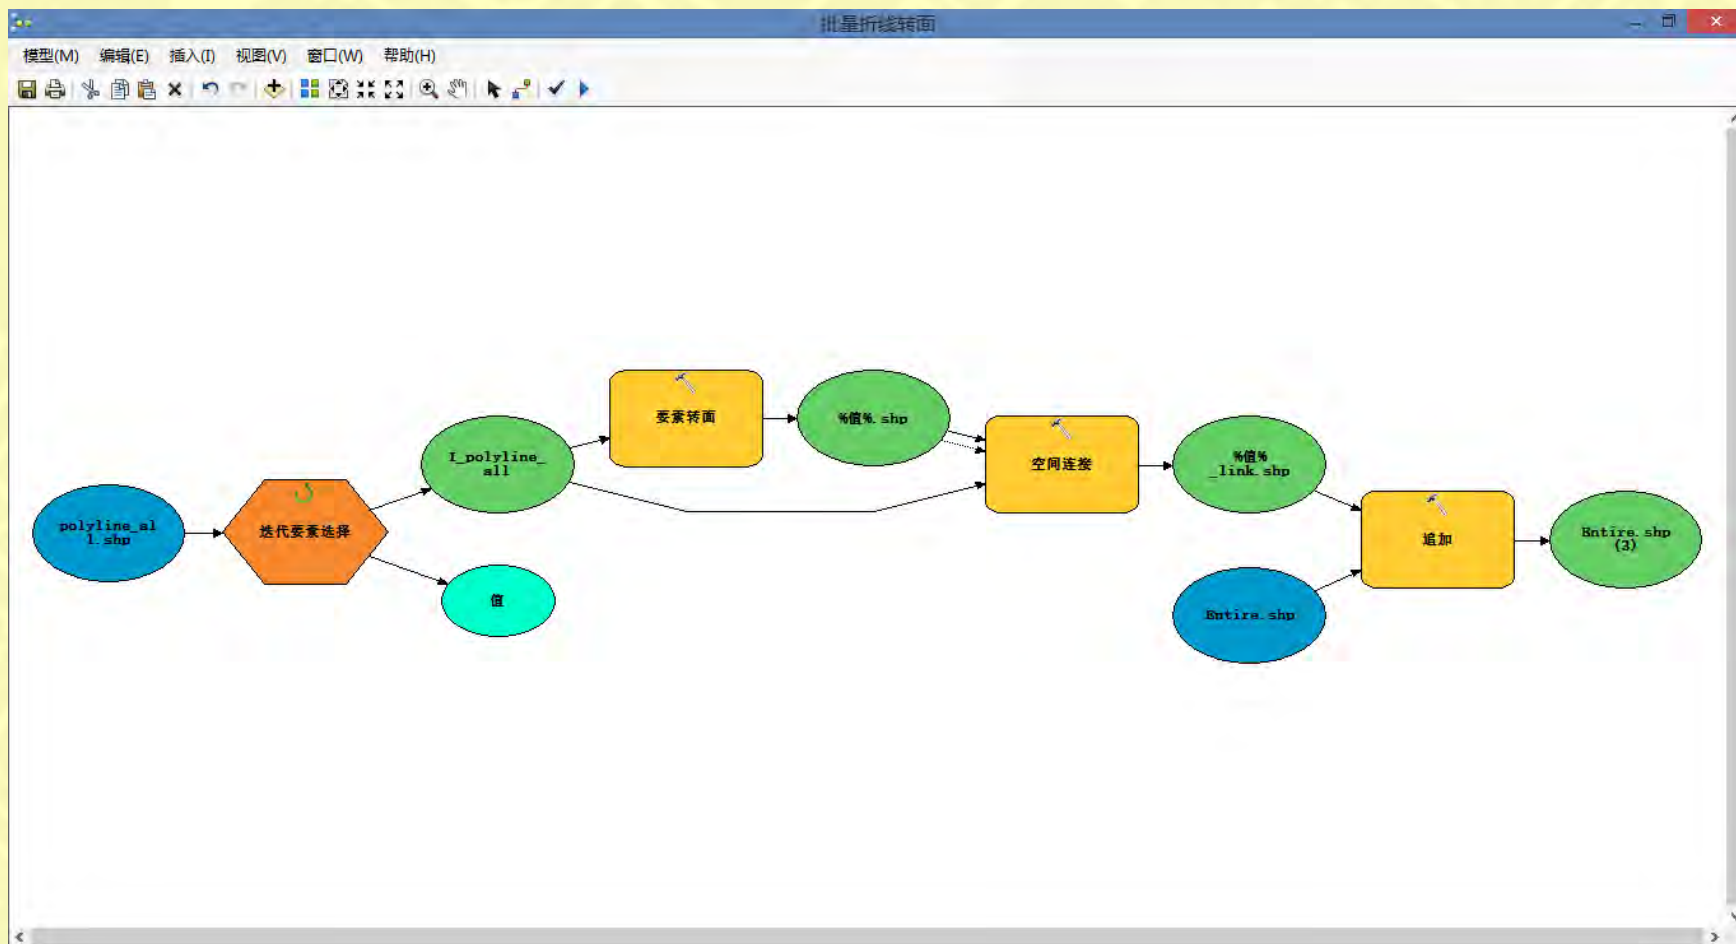 批量折线转面
模型(M) 编辑(E) 插入(I) 视图(V) 窗口(W) 帮助(H)
要素转面
%值%.shp
I_polyline_
all
空间连接
%值%
_link.shp
polyline_al
l.shp
迭代要素选择
追加
Entire.shp
(3)
值
Entire.shp